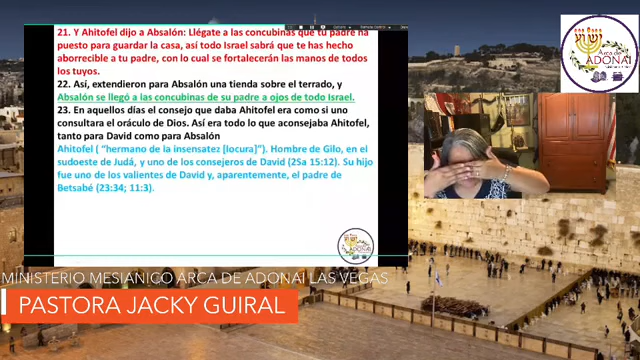 21. Y Ahitofel dijo a Absalón: Llégate a las concubinas que tu padre ha
puesto para guardar la casa, así todo Israel sabrá que te has hecho
aborrecible a tu padre, con lo cual se fortalecerán las manos de todos
los tuyos.
22. Así, extendieron para Absalón una tienda sobre el terrado, y
Absalón se llegó a las concubinas de su padre a ojos de todo Israel.
23. En aquellos días el consejo que daba Ahitofel era como si uno
consultara el oráculo de Dios. Así era todo lo que aconsejaba Ahitofel,
tanto para David como para Absalón
Ahitofel ( “hermano de la insensatez [locura]”). Hombre de Gilo, en el
sudoeste de Judá, y uno de los consejeros de David (2Sa 15:12). Su hijo
fue uno de los valientes de David y, aparentemente, el padre de
Betsabé (23:34; 11:3).
ישוע
Arca de
ADONAI
MINISTERIO MESIANICO ARCA DE ADONAI LAS VEGAS
PASTORA JACKY GUIRAL